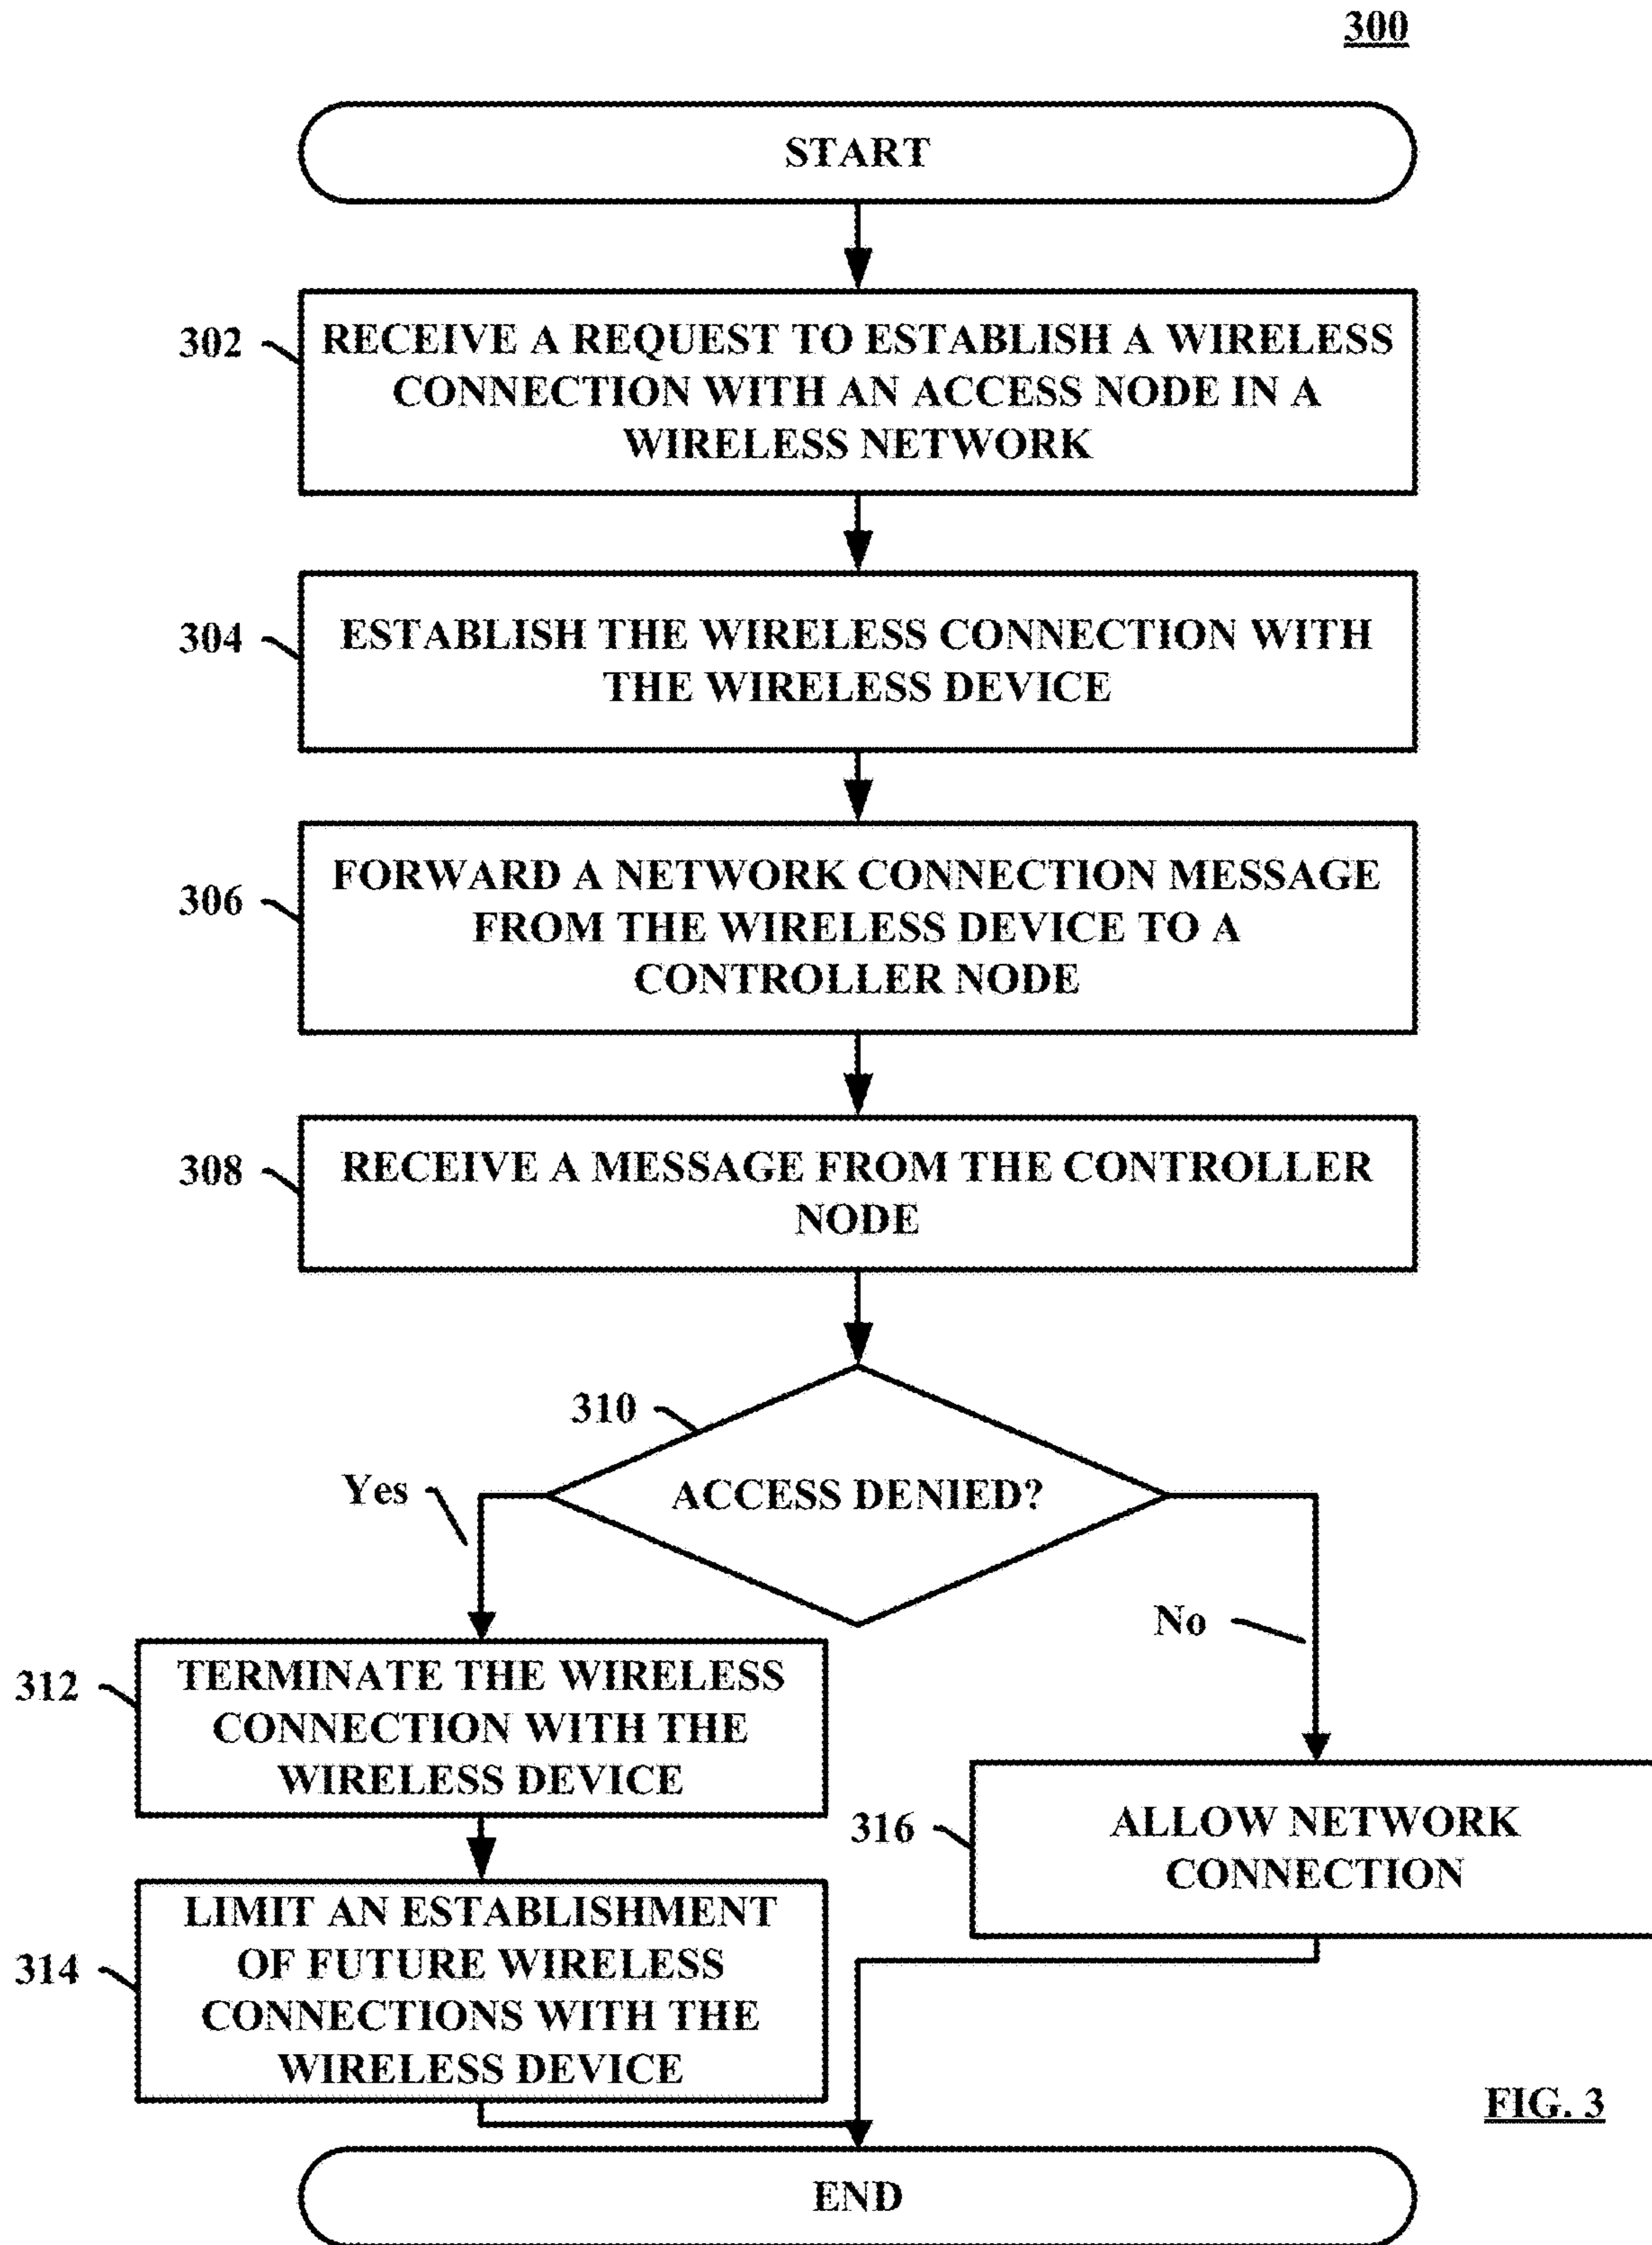 300
START
302
RECEIVE A REQUEST TO ESTABLISH A WIRELESS
CONNECTION WITH AN ACCESS NODE IN A
WIRELESS NETWORK
304
ESTABLISH THE WIRELESS CONNECTION WITH
THE WIRELESS DEVICE
306
FORWARD A NETWORK CONNECTION MESSAGE
FROM THE WIRELESS DEVICE TO A
CONTROLLER NODE
308
RECEIVE A MESSAGE FROM THE CONTROLLER
NODE
310
ACCESS DENIED?
Yes
No
312
TERMINATE THE WIRELESS
CONNECTION WITH THE
WIRELESS DEVICE
316
ALLOW NETWORK
CONNECTION
314
LIMIT AN ESTABLISHMENT
OF FUTURE WIRELESS
CONNECTIONS WITH THE
WIRELESS DEVICE
FIG. 3
END